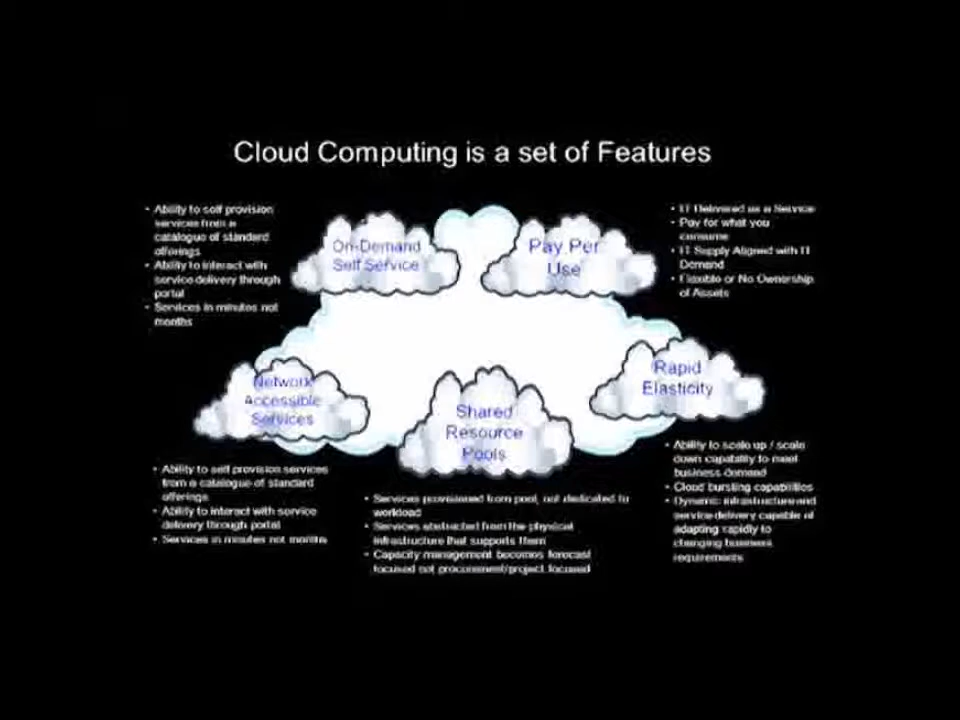 Cloud Computing is a set of Features
• Ability to self provision
services from a
catalogue of standard
offerings
• Ability to interact with
service delivery through
portal
• Services in minutes not
months
On-Demand
Self Service
Pay Per
Use
• IT Delivered as a Service
• Pay for what you
consume
• IT Supply Aligned with IT
Demand
• Flexible or No Ownership
of Assets
Network
Accessible
Services
Shared
Resource
Pools
Rapid
Elasticity
• Ability to self provision services
from a catalogue of standard
offerings
• Ability to interact with service
delivery through portal
• Services in minutes not months
• Services provisioned from pool, not dedicated to
workload
• Services abstracted from the physical
infrastructure that supports them
• Capacity management becomes forecast
focused not procurement/project focused
• Ability to scale up / scale
down capability to meet
business demand
• Cloud bursting capabilities
• Dynamic infrastructure and
service delivery capable of
adapting rapidly to
changing business
requirements